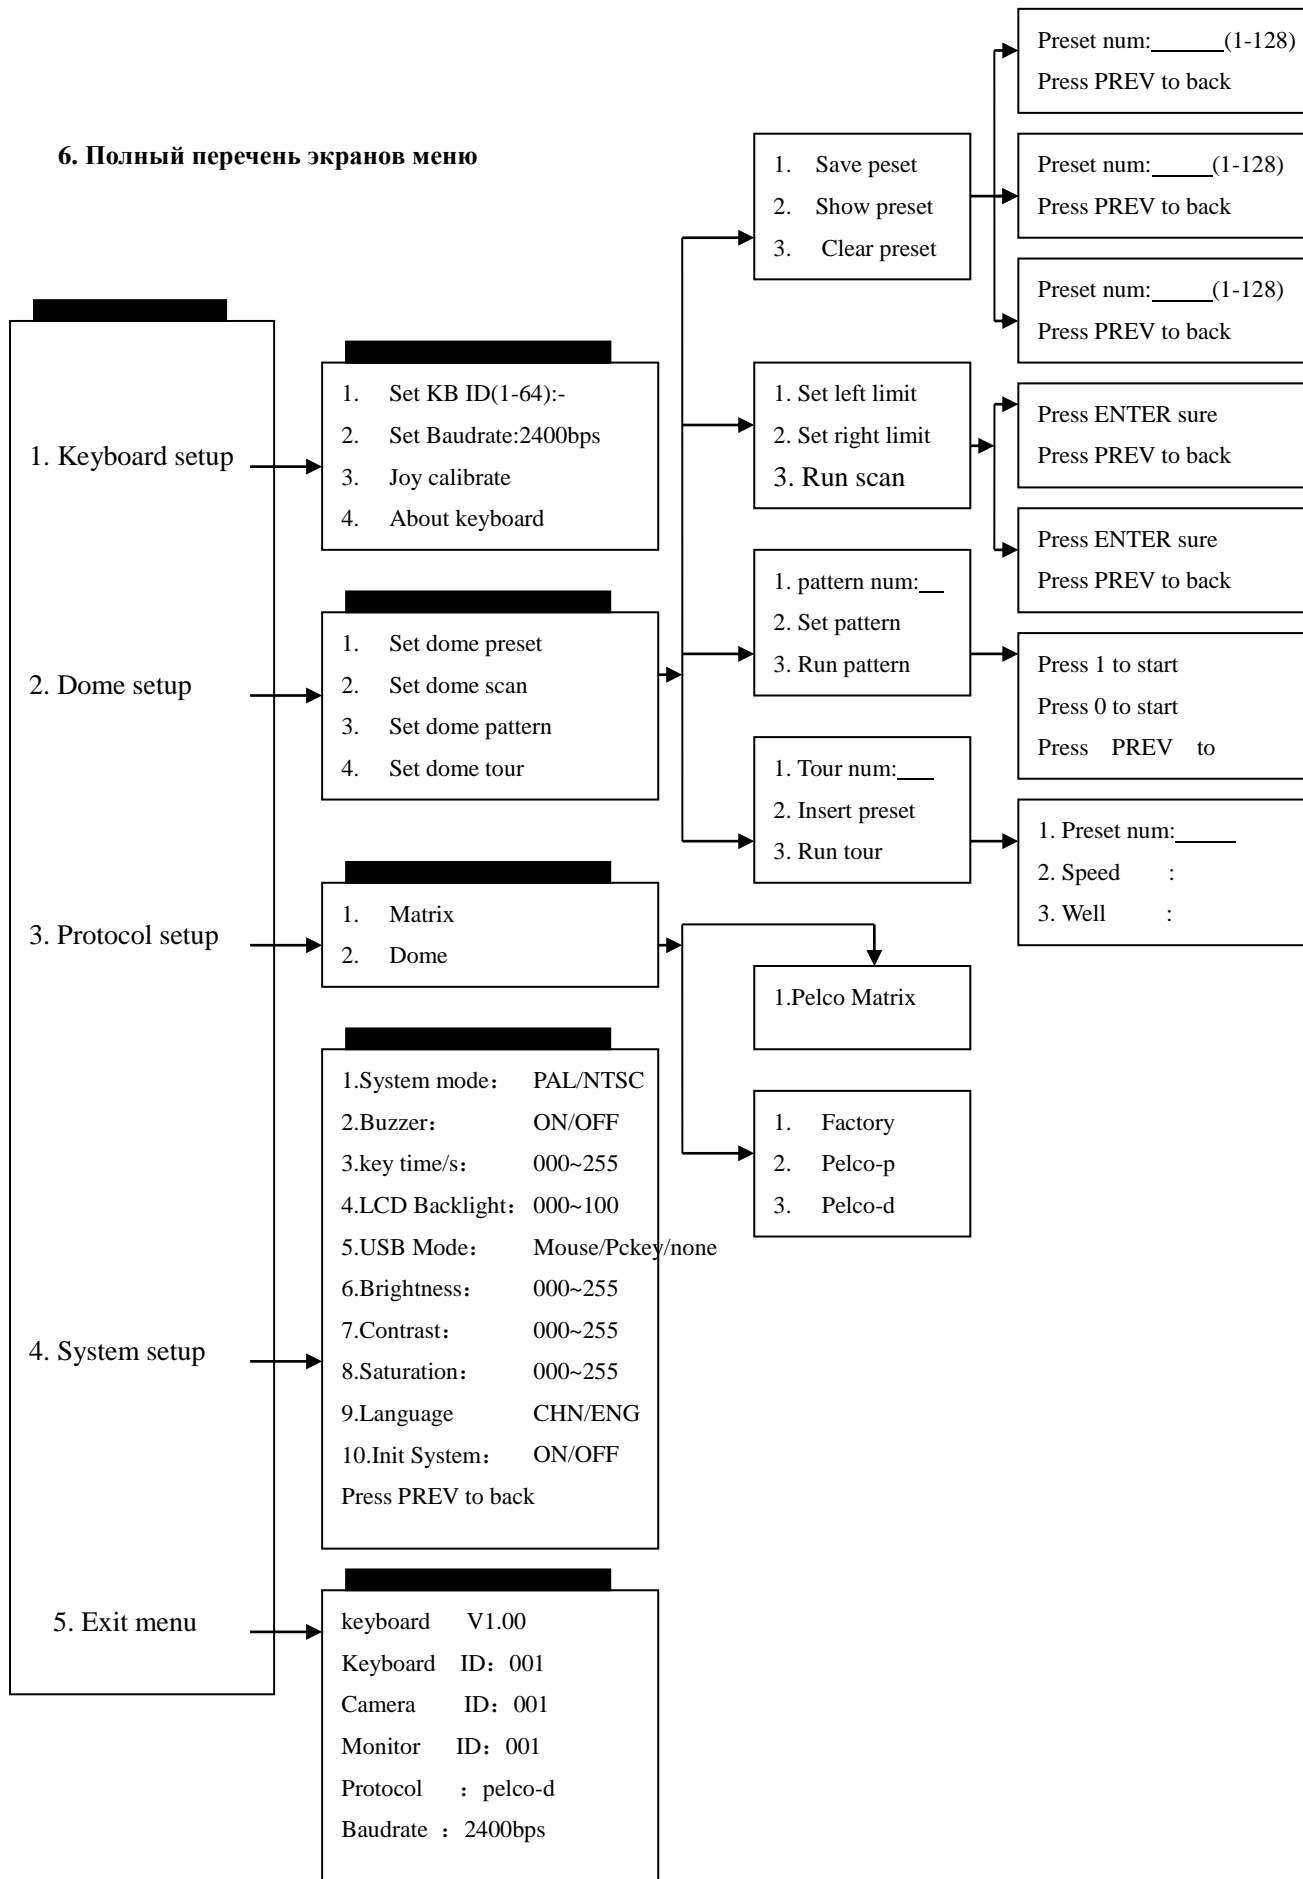 6. Полный перечень экранов меню
1. Keyboard setup
2. Dome setup
3. Protocol setup
4. System setup
5. Exit menu
1. Set KB ID(1-64):-
2. Set Baudrate:2400bps
3. Joy calibrate
4. About keyboard
1. Set dome preset
2. Set dome scan
3. Set dome pattern
4. Set dome tour
1. Matrix
2. Dome
1.System mode： PAL/NTSC
2.Buzzer： ON/OFF
3.key time/s： 000~255
4.LCD Backlight： 000~100
5.USB Mode： Mouse/Pckey/none
6.Brightness： 000~255
7.Contrast： 000~255
8.Saturation： 000~255
9.Language CHN/ENG
10.Init System： ON/OFF
Press PREV to back
keyboard V1.00
Keyboard ID：001
Camera ID：001
Monitor ID：001
Protocol ：pelco-d
Baudrate ：2400bps
1. Save peset
2. Show preset
3. Clear preset
1. Set left limit
2. Set right limit
3. Run scan
1. pattern num:__
2. Set pattern
3. Run pattern
1. Tour num:___
2. Insert preset
3. Run tour
1.Pelco Matrix
1. Factory
2. Pelco-p
3. Pelco-d
Preset num:______(1-128)
Press PREV to back
Preset num:_____(1-128)
Press PREV to back
Preset num:_____(1-128)
Press PREV to back
Press ENTER sure
Press PREV to back
Press ENTER sure
Press PREV to back
Press 1 to start
Press 0 to start
Press PREV to
1. Preset num:_____
2. Speed :
3. Well :